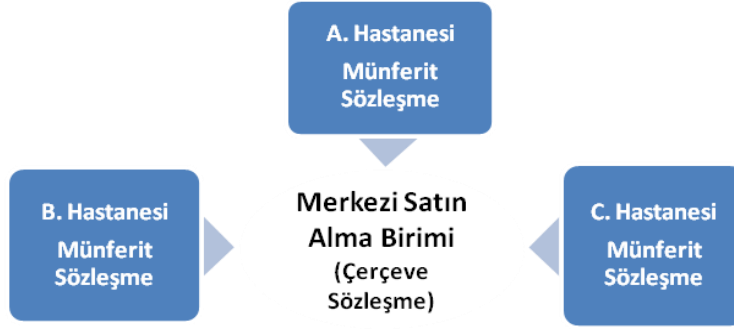 A. Hastanesi
Münferit
Sözleşme
B. Hastanesi
Münferit
Sözleşme
Merkezi Satın
Alma Birimi
(Çerçeve
Sözleşme)
C. Hastanesi
Münferit
Sözleşme